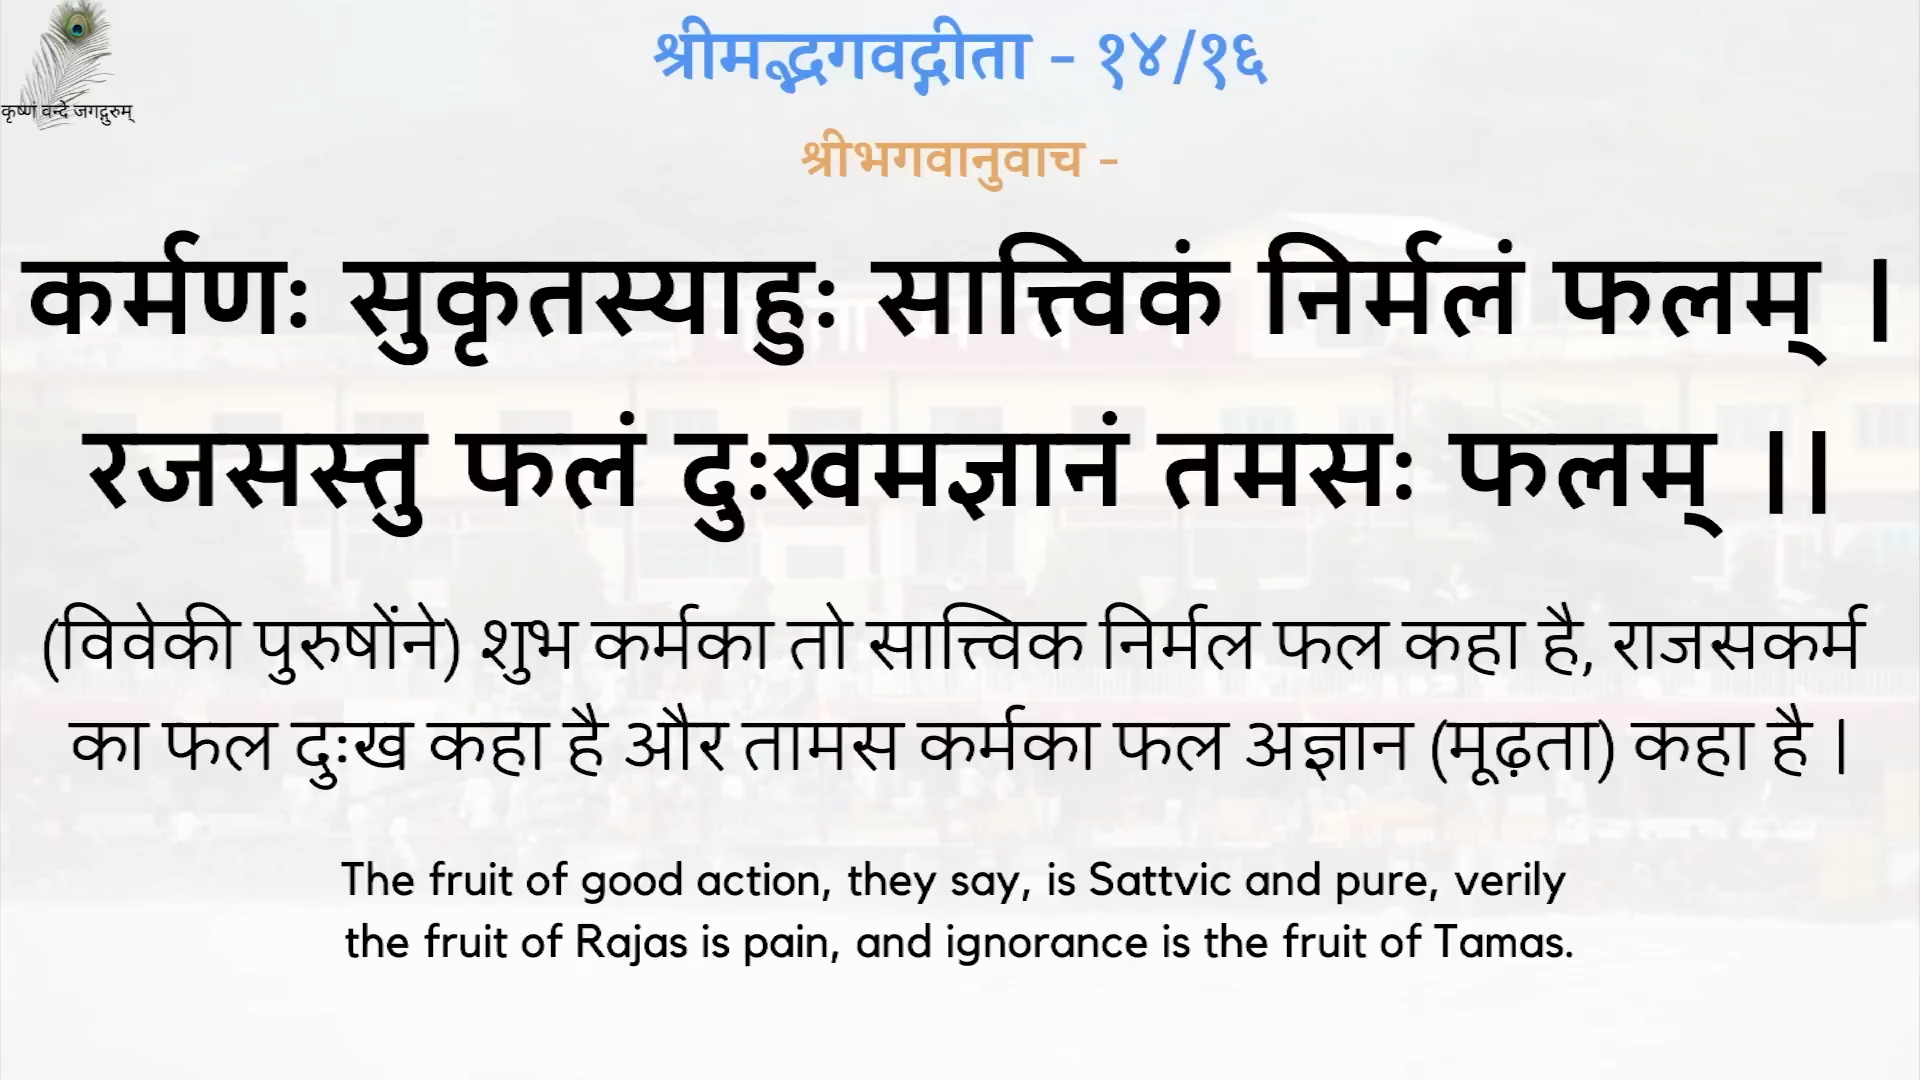 श्रीमद्भगवद्गीता - १४/१६
कृष्णं वन्दे जगद्गुरुम्
श्रीभगवानुवाच -
कर्मणः सुकृतस्याहुः सात्त्विकं निर्मलं फलम् ।
रजसस्तु फलं दुःखमज्ञानं तमसः फलम् ।।
(विवेकी पुरुषोंने) शुभ कर्मका तो सात्त्विक निर्मल फल कहा है, राजसकर्म
का फल दुःख कहा है और तामस कर्मका फल अज्ञान (मूढ़ता) कहा है |
The fruit of good action, they say, is Sattvic and pure, verily
the fruit of Rajas is pain, and ignorance is the fruit of Tamas.